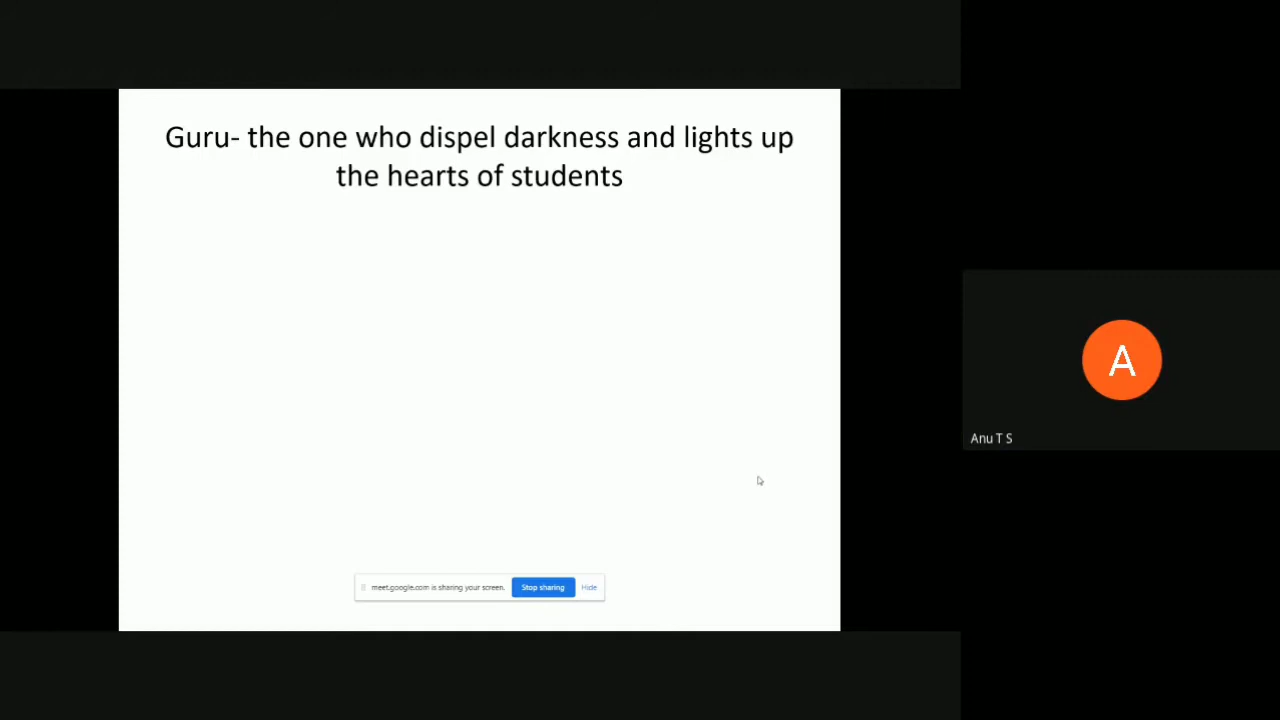 Guru- the one who dispel darkness and lights up
the hearts of students
A
Anu T S
meet.google.com is sharing your screen. Stop sharing Hide